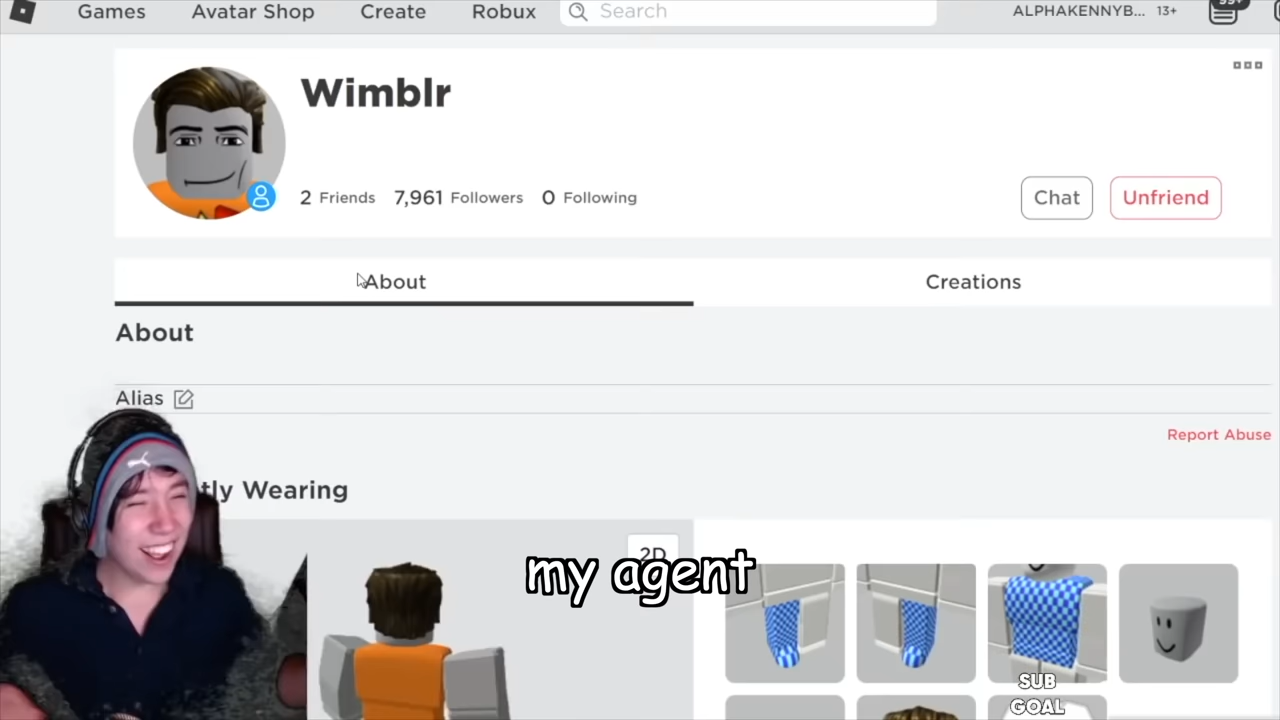 Games Avatar Shop Create Robux Search ALPHAKENNYB... 13+ 99+
Wimblr
2 Friends 7,961 Followers 0 Following
Chat Unfriend
About Creations
About
Alias
Report Abuse
tly Wearing
2D
my agent
SUB
GOAL